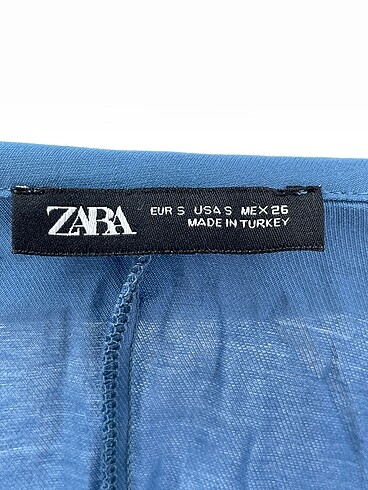 ZARA
EUR S USA S MEX 26
MADE IN TURKEY